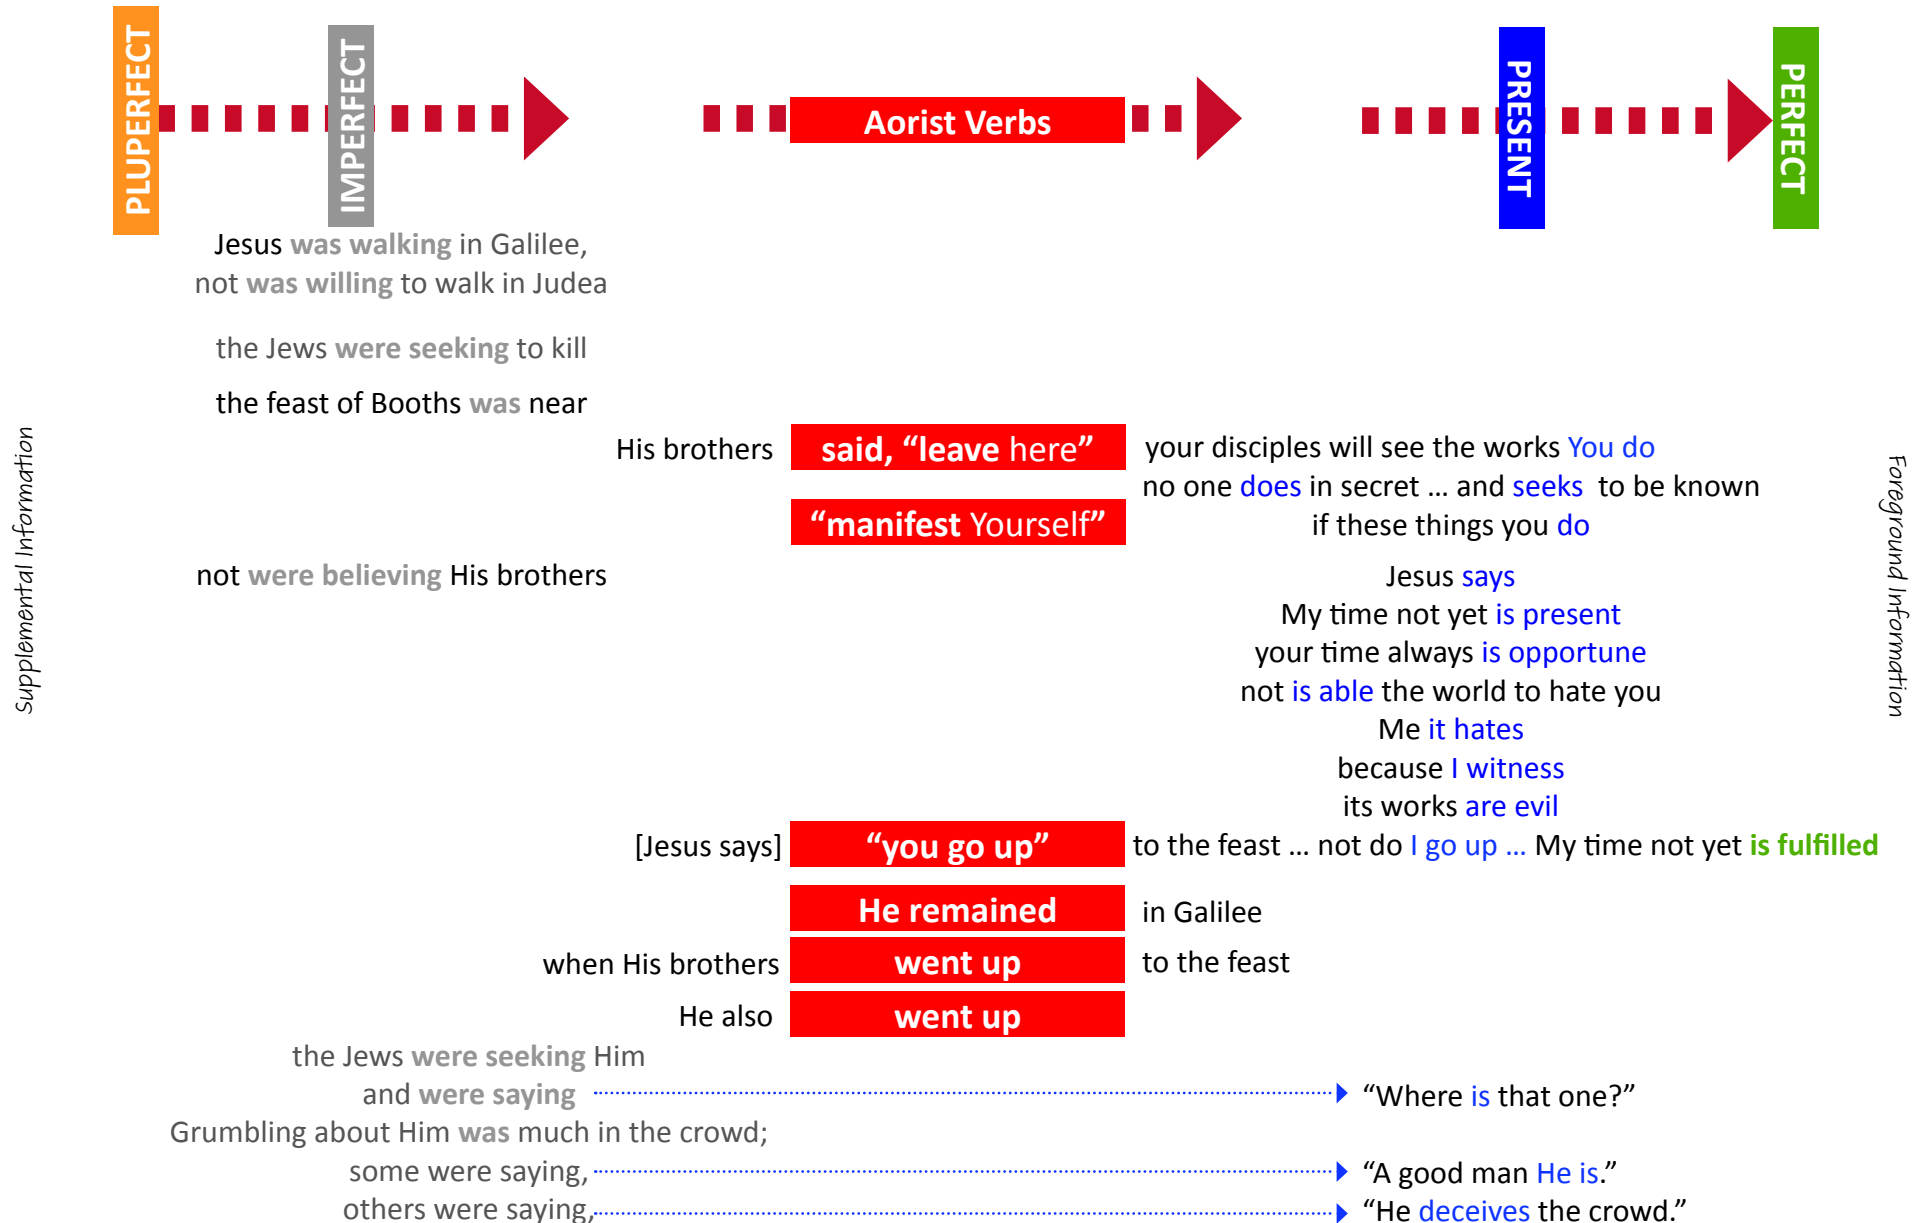 PLUPERFECT
IMPERFECT
Aorist Verbs
PRESENT
PERFECT
Supplemental Information
Foreground Information
Jesus was walking in Galilee,
not was willing to walk in Judea
the Jews were seeking to kill
the feast of Booths was near
His brothers said, “leave here” your disciples will see the works You do
no one does in secret ... and seeks to be known
“manifest Yourself” if these things you do
not were believing His brothers Jesus says
My time not yet is present
your time always is opportune
not is able the world to hate you
Me it hates
because I witness
its works are evil
[Jesus says] “you go up” to the feast ... not do I go up ... My time not yet is fulfilled
He remained in Galilee
when His brothers went up to the feast
He also went up
the Jews were seeking Him
and were saying “Where is that one?”
Grumbling about Him was much in the crowd;
some were saying, “A good man He is.”
others were saying, “He deceives the crowd.”